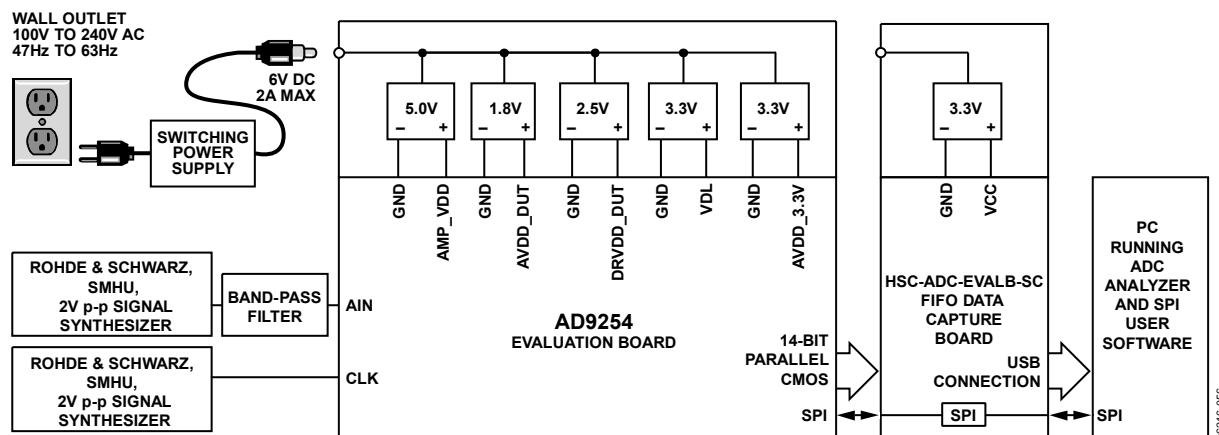 WALL OUTLET
100V TO 240V AC
47Hz TO 63Hz
6V DC
2A MAX
SWITCHING
POWER
SUPPLY
5.0V
– +
1.8V
– +
2.5V
– +
3.3V
– +
3.3V
– +
3.3V
– +
GND
AMP_VDD
GND
AVDD_DUT
GND
DRVDD_DUT
GND
VDL
GND
AVDD_3.3V
GND
VCC
ROHDE & SCHWARZ,
SMHU,
2V p-p SIGNAL
SYNTHESIZER
BAND-PASS
FILTER
AIN
ROHDE & SCHWARZ,
SMHU,
2V p-p SIGNAL
SYNTHESIZER
CLK
AD9254
EVALUATION BOARD
14-BIT
PARALLEL
CMOS
SPI
HSC-ADC-EVALB-SC
FIFO DATA
CAPTURE
BOARD
USB
CONNECTION
SPI
PC
RUNNING
ADC
ANALYZER
AND SPI
USER
SOFTWARE
SPI